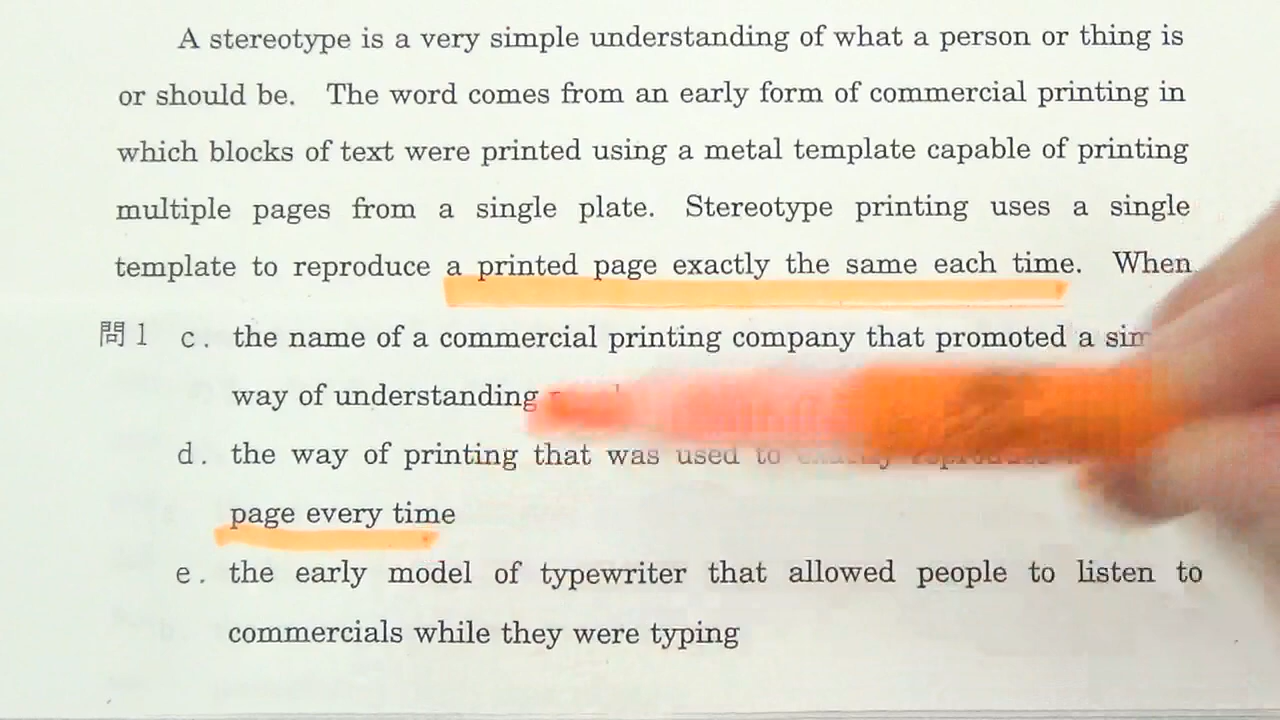 A stereotype is a very simple understanding of what a person or thing is
or should be. The word comes from an early form of commercial printing in
which blocks of text were printed using a metal template capable of printing
multiple pages from a single plate. Stereotype printing uses a single
template to reproduce a printed page exactly the same each time. When
問1 c. the name of a commercial printing company that promoted a
way of understanding
d. the way of printing that was used to
page every time
e. the early model of typewriter that allowed people to listen to
commercials while they were typing